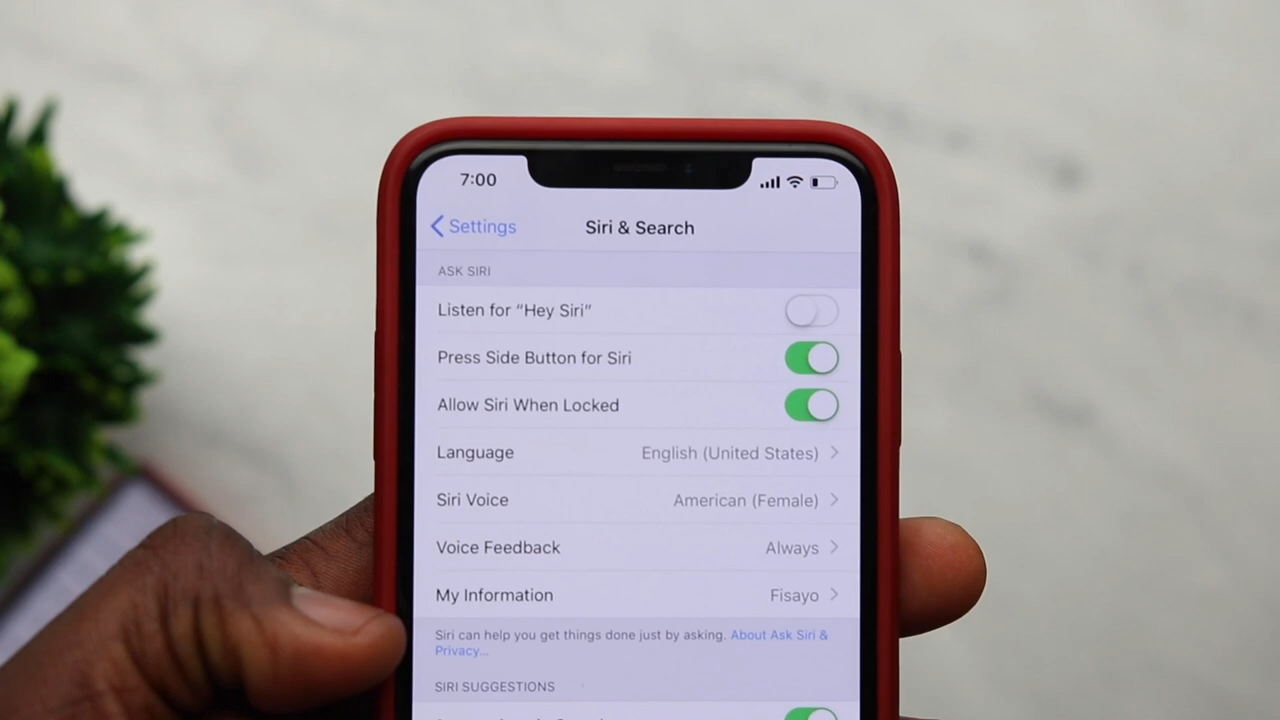 7:00
Settings
Siri & Search
ASK SIRI
Listen for “Hey Siri”
Press Side Button for Siri
Allow Siri When Locked
Language English (United States)
Siri Voice American (Female)
Voice Feedback Always
My Information Fisayo
Siri can help you get things done just by asking. About Ask Siri &
Privacy...
SIRI SUGGESTIONS